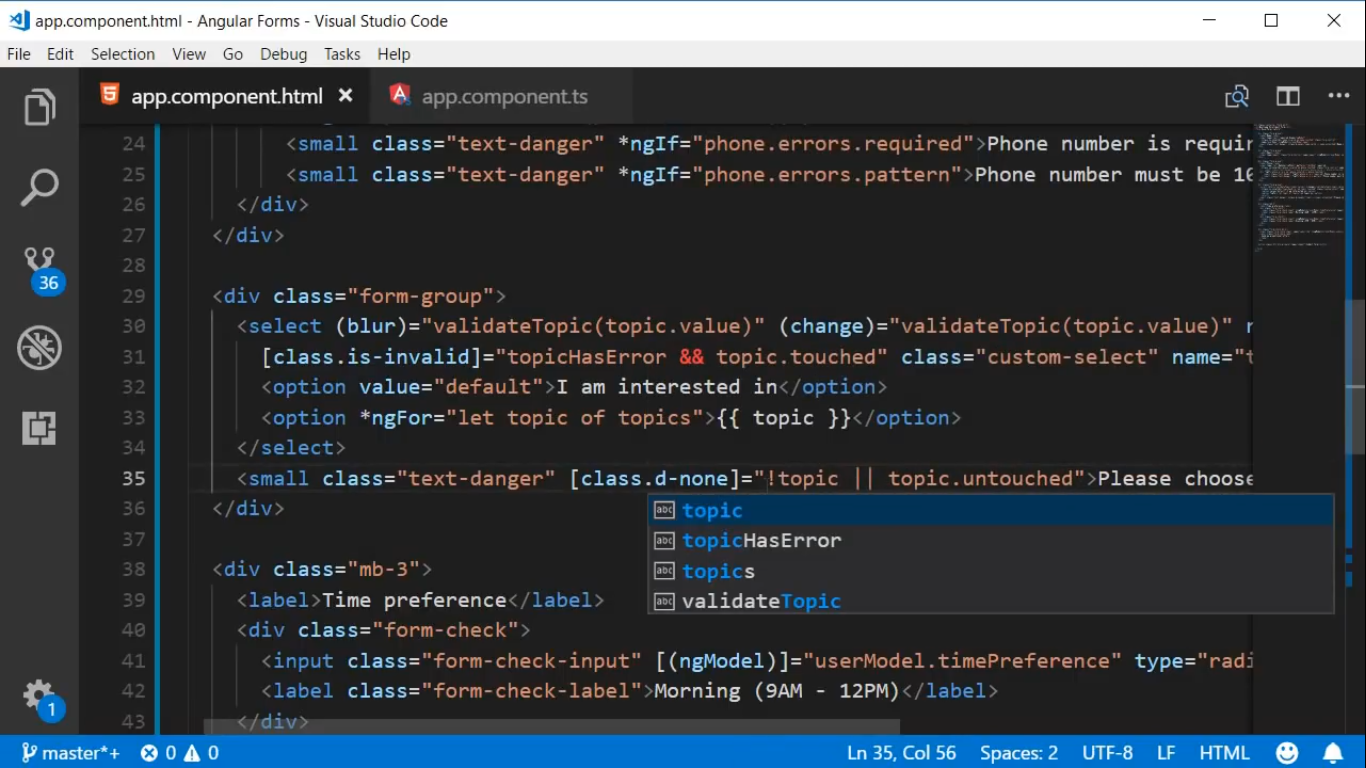 app.component.html - Angular Forms - Visual Studio Code
File Edit Selection View Go Debug Tasks Help
app.component.html app.component.ts
24 <small class="text-danger" *ngIf="phone.errors.required">Phone number is requir
25 <small class="text-danger" *ngIf="phone.errors.pattern">Phone number must be 10
26 </div>
27 </div>
28
29 <div class="form-group">
30 <select (blur)="validateTopic(topic.value)" (change)="validateTopic(topic.value)"
31 [class.is-invalid]="topicHasError && topic.touched" class="custom-select" name="t
32 <option value="default">I am interested in</option>
33 <option *ngFor="let topic of topics">{{ topic }}</option>
34 </select>
35 <small class="text-danger" [class.d-none]="!topic || topic.untouched">Please choose
36 </div>
topic
37
topicHasError
38 <div class="mb-3">
topics
39 <label>Time preference</label>
validateTopic
40 <div class="form-check">
41 <input class="form-check-input" [(ngModel)]="userModel.timePreference" type="radi
42 <label class="form-check-label">Morning (9AM - 12PM)</label>
43 </div>
36
1
master*+ 0 0 Ln 35, Col 56 Spaces: 2 UTF-8 LF HTML